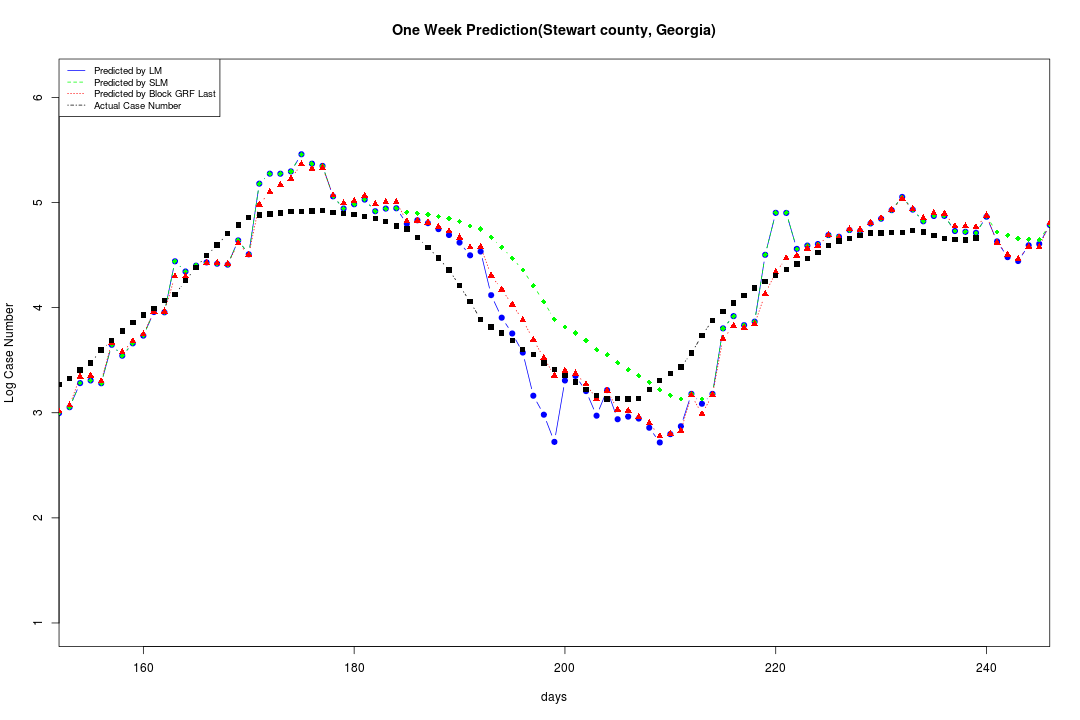 One Week Prediction(Stewart county, Georgia)
Predicted by LM
Predicted by SLM
Predicted by Block GRF Last
Actual Case Number
6
5
4
3
2
1
Log Case Number
160 180 200 220 240
days